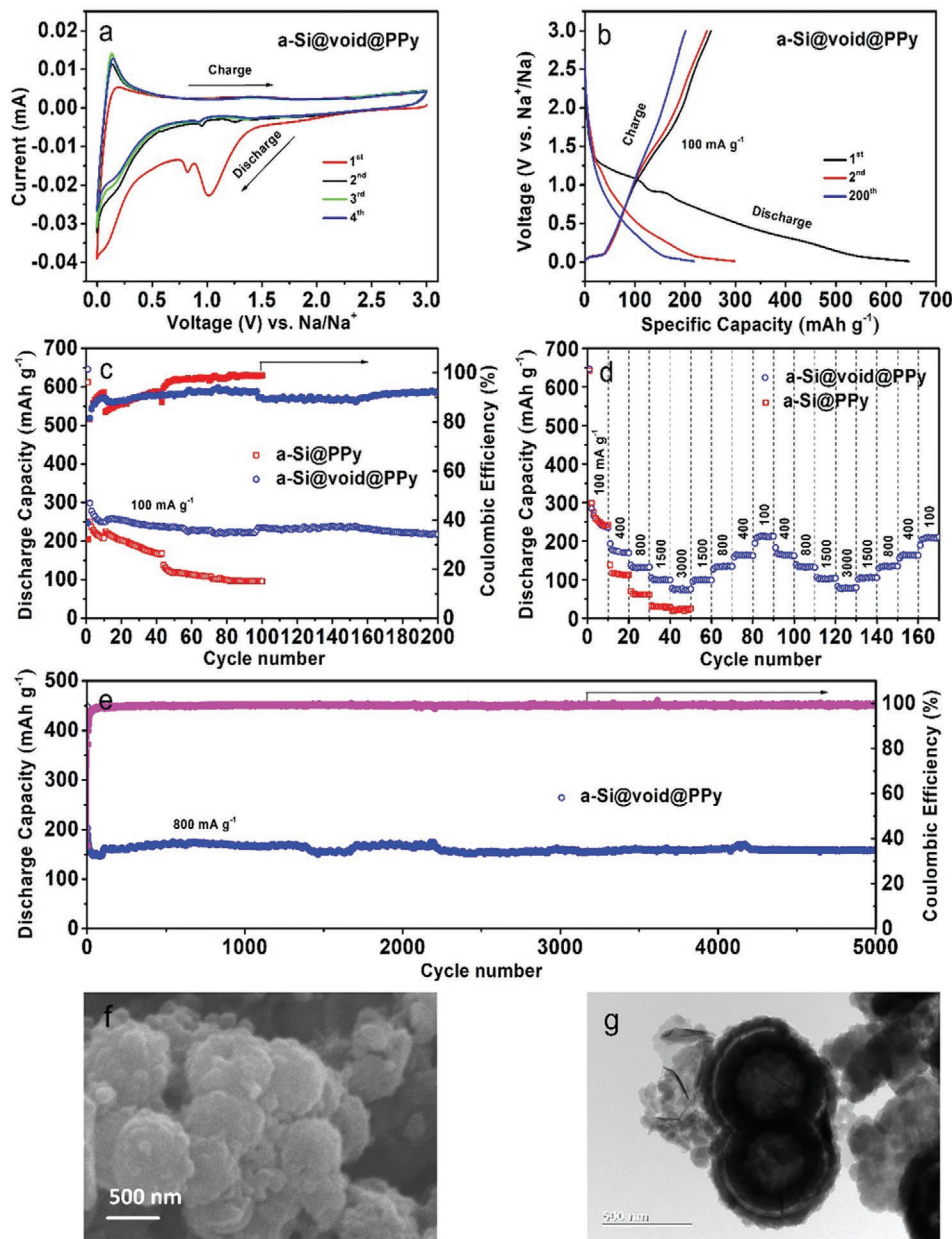 a
a-Si@void@PPy
Charge
Discharge
1st
2nd
3rd
4th
0.02
0.01
0.00
-0.01
-0.02
-0.03
-0.04
Current (mA)
0.0 0.5 1.0 1.5 2.0 2.5 3.0
Voltage (V) vs. Na/Na+
b
a-Si@void@PPy
Charge
100 mA g-1
Discharge
1st
2nd
200th
3.0
2.5
2.0
1.5
1.0
0.5
0.0
Voltage (V vs. Na+/Na)
0 100 200 300 400 500 600 700
Specific Capacity (mAh g-1)
c
a-Si@PPy
a-Si@void@PPy
100 mA g-1
700
600
500
400
300
200
100
0
Discharge Capacity (mAh g-1)
100
80
60
40
20
0
Coulombic Efficiency (%)
0 20 40 60 80 100 120 140 160 180 200
Cycle number
d
a-Si@void@PPy
a-Si@PPy
100 mA g-1
400
800
1500
3000
1500
800
400
100
400
800
1500
3000
1500
800
400
100
700
600
500
400
300
200
100
0
Discharge Capacity (mAh g-1)
0 20 40 60 80 100 120 140 160
Cycle number
e
a-Si@void@PPy
800 mA g-1
500
450
300
150
0
Discharge Capacity (mAh g-1)
100
80
60
40
20
0
Coulombic Efficiency (%)
0 1000 2000 3000 4000 5000
Cycle number
f
500 nm
g
500 nm